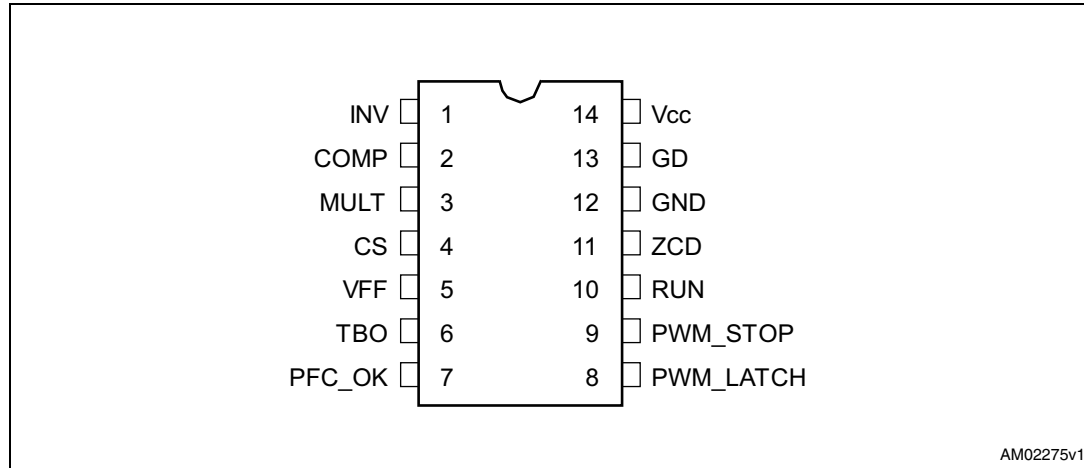 INV 1 14 Vcc
COMP 2 13 GD
MULT 3 12 GND
CS 4 11 ZCD
VFF 5 10 RUN
TBO 6 9 PWM_STOP
PFC_OK 7 8 PWM_LATCH
AM02275v1